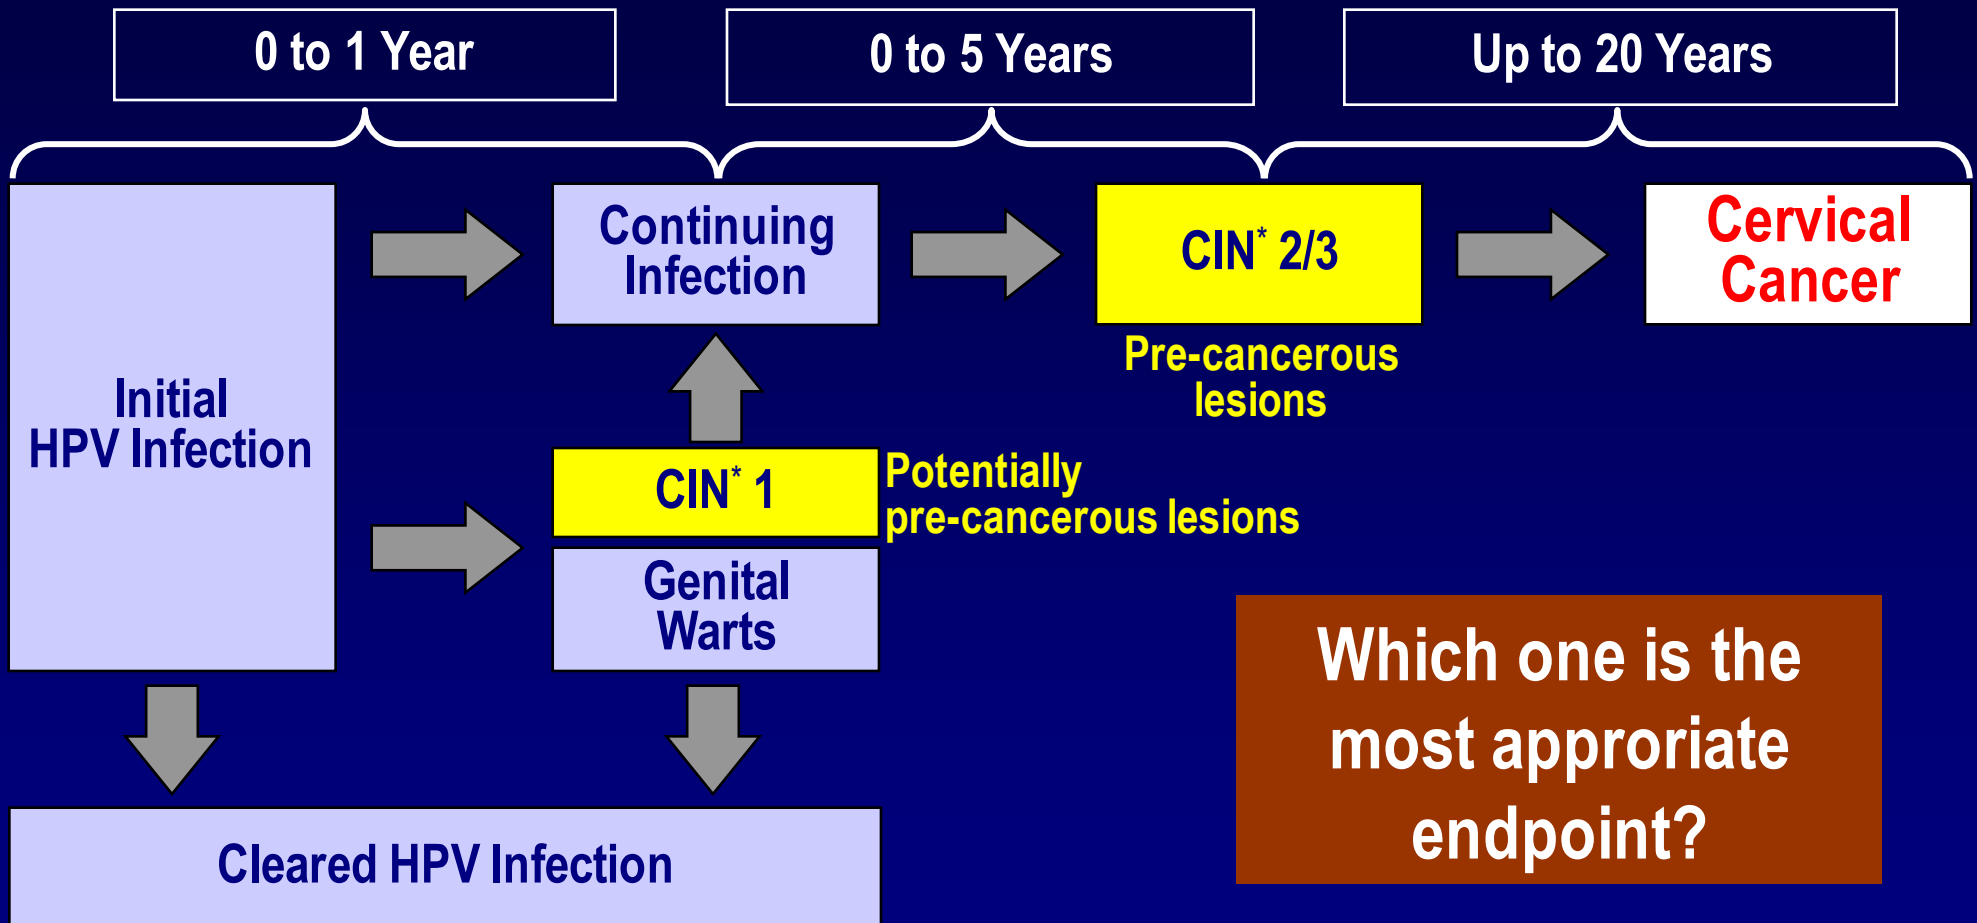 0 to 1 Year
0 to 5 Years
Up to 20 Years
Initial
HPV Infection
Continuing
Infection
CIN* 2/3
Cervical
Cancer
Pre-cancerous
lesions
CIN* 1
Potentially
pre-cancerous lesions
Genital
Warts
Cleared HPV Infection
Which one is the
most approriate
endpoint?